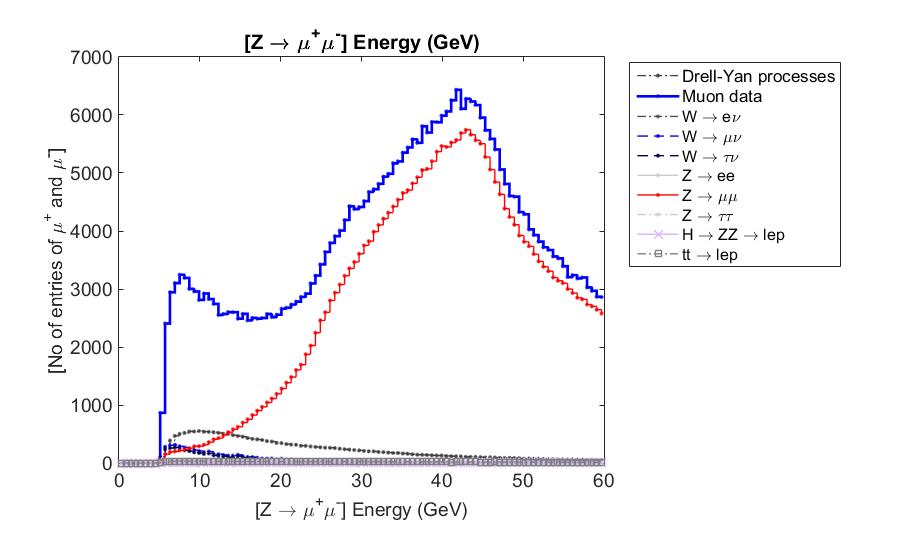 [Z → μ⁺μ⁻] Energy (GeV)
7000
6000
5000
4000
3000
2000
1000
0
[No of entries of μ⁺ and μ⁻]
0 10 20 30 40 50 60
[Z → μ⁺μ⁻] Energy (GeV)
Drell-Yan processes
Muon data
W → eν
W → μν
W → τν
Z → ee
Z → μμ
Z → ττ
H → ZZ → lep
tt → lep